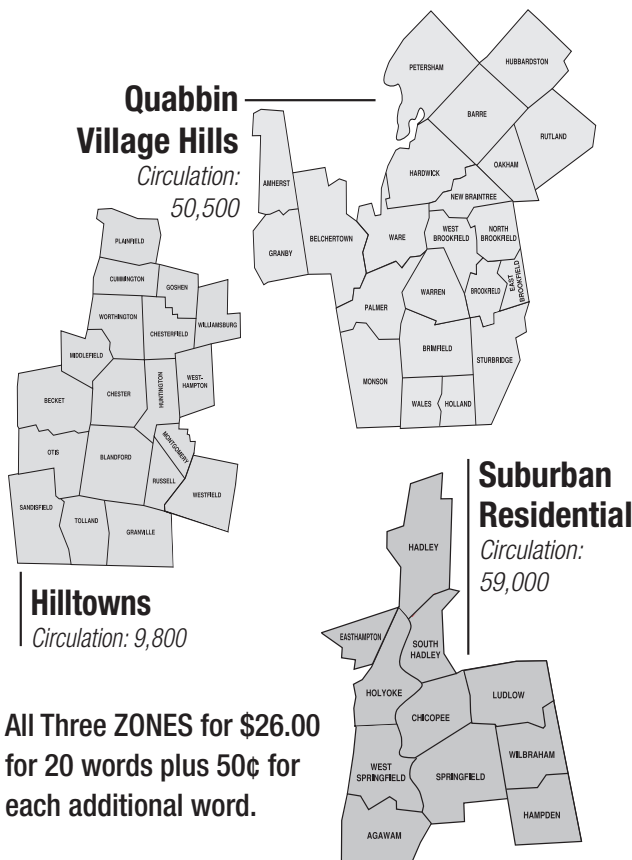 Quabbin
Village Hills
Circulation:
50,500
PETERSHAM
HUBBARDSTON
BARRE
RUTLAND
OAKHAM
HARDWICK
NEW BRAINTREE
AMHERST
BELCHERTOWN
GRANBY
WARE
WEST
BROOKFIELD
NORTH
BROOKFIELD
EAST
BROOKFIELD
BROOKFIELD
WARREN
PALMER
BRIMFIELD
STURBRIDGE
MONSON
WALES
HOLLAND
PLAINFIELD
CUMMINGTON
GOSHEN
WORTHINGTON
CHESTERFIELD
WILLIAMSBURG
MIDDLEFIELD
BECKET
CHESTER
HUNTINGTON
WEST-
HAMPTON
OTIS
BLANDFORD
MONTGOMERY
RUSSELL
WESTFIELD
SANDISFIELD
TOLLAND
GRANVILLE
Hilltowns
Circulation: 9,800
Suburban
Residential
Circulation:
59,000
HADLEY
EASTHAMPTON
SOUTH
HADLEY
HOLYOKE
LUDLOW
CHICOPEE
WEST
SPRINGFIELD
SPRINGFIELD
WILBRAHAM
HAMPDEN
AGAWAM
All Three ZONES for $26.00
for 20 words plus 50¢ for
each additional word.